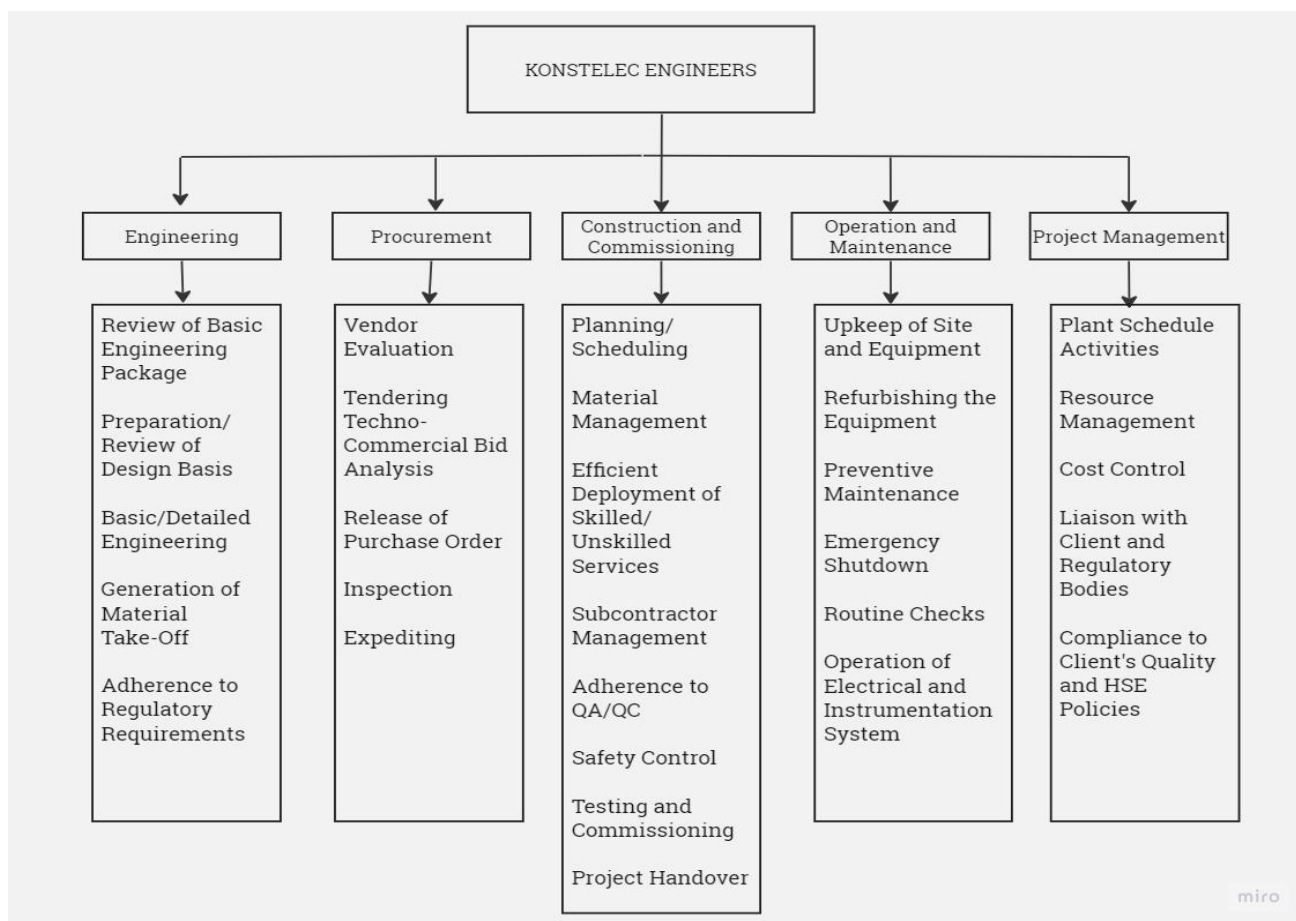 KONSTELEC ENGINEERS
Engineering
Procurement
Construction and
Commissioning
Operation and
Maintenance
Project Management
Review of Basic
Engineering
Package
Preparation/
Review of
Design Basis
Basic/Detailed
Engineering
Generation of
Material
Take-Off
Adherence to
Regulatory
Requirements
Vendor
Evaluation
Tendering
Techno-
Commercial Bid
Analysis
Release of
Purchase Order
Inspection
Expediting
Planning/
Scheduling
Material
Management
Efficient
Deployment of
Skilled/
Unskilled
Services
Subcontractor
Management
Adherence to
QA/QC
Safety Control
Testing and
Commissioning
Project Handover
Upkeep of Site
and Equipment
Refurbishing the
Equipment
Preventive
Maintenance
Emergency
Shutdown
Routine Checks
Operation of
Electrical and
Instrumentation
System
Plant Schedule
Activities
Resource
Management
Cost Control
Liaison with
Client and
Regulatory
Bodies
Compliance to
Client's Quality
and HSE
Policies
miro